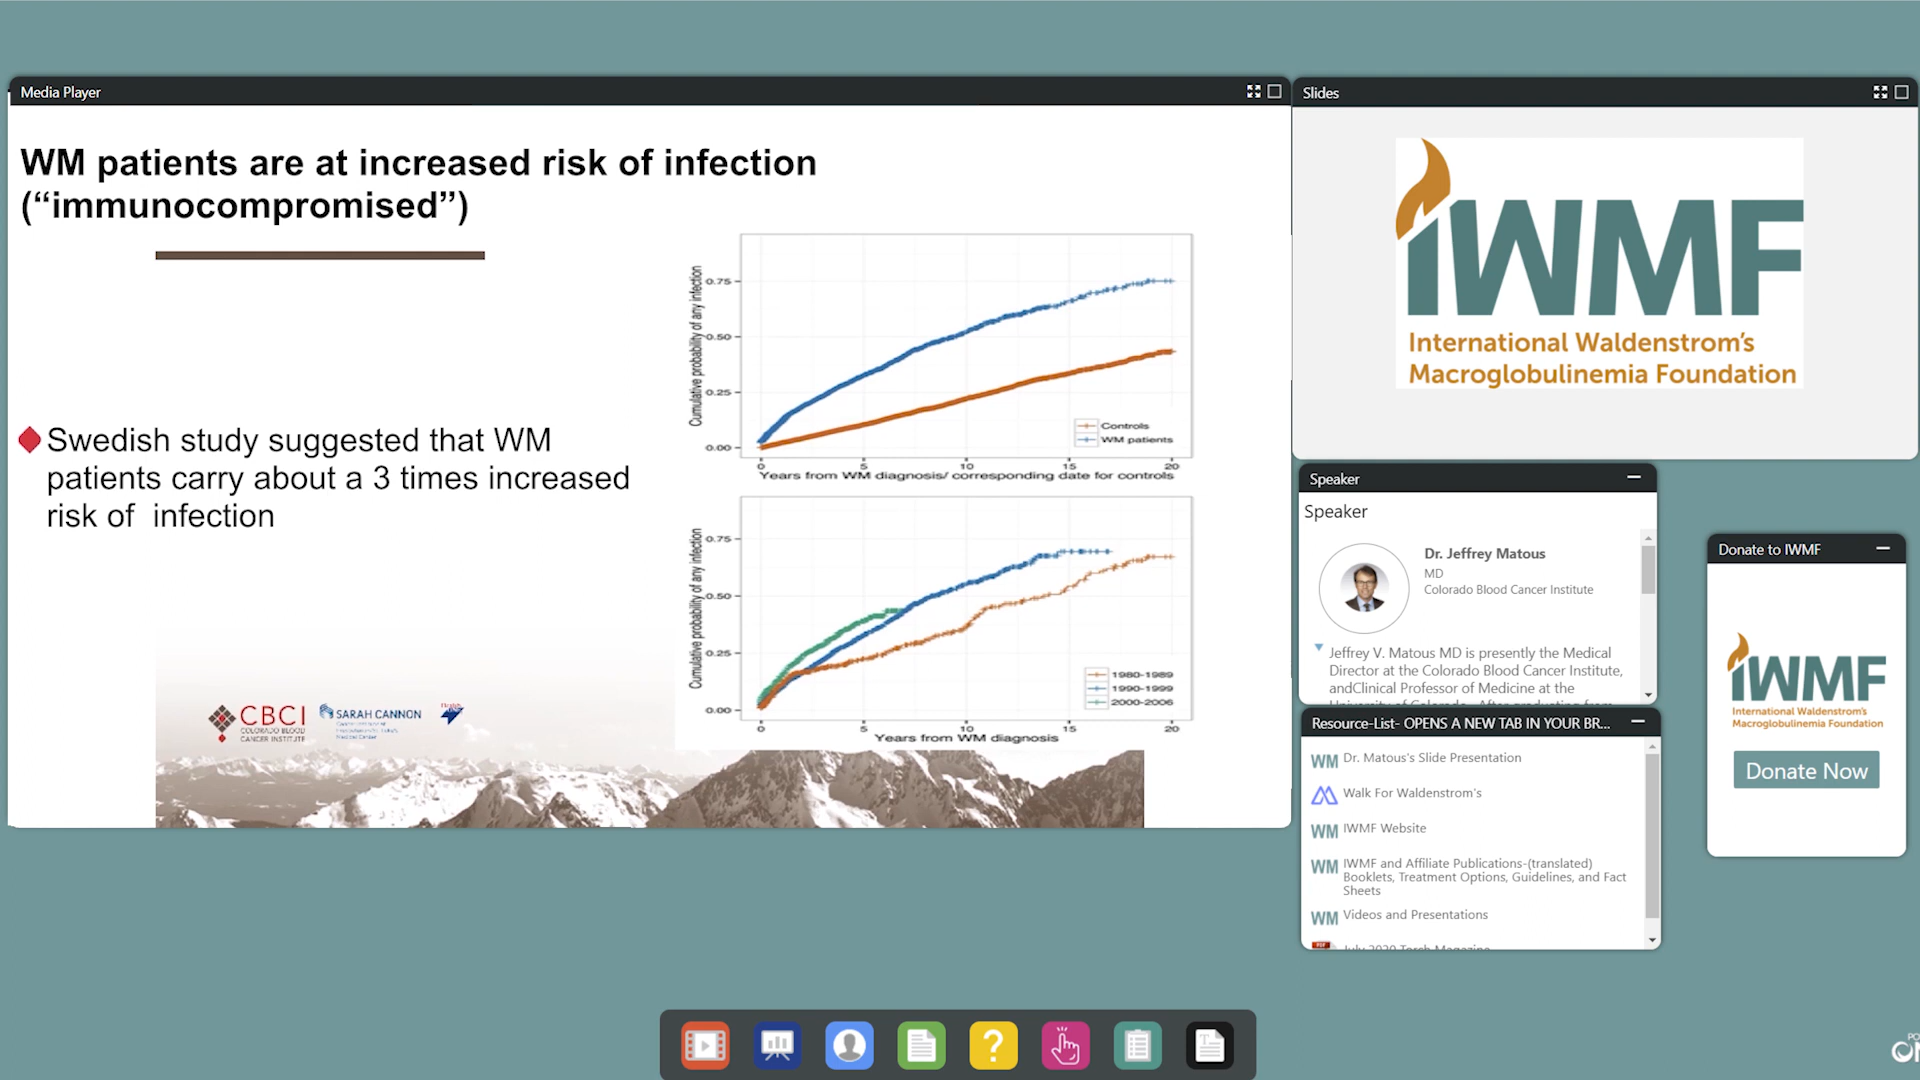 Media Player
WM patients are at increased risk of infection
(“immunocompromised”)
Swedish study suggested that WM
patients carry about a 3 times increased
risk of infection
Cumulative probability of any infection
0.75
0.50
0.25
0.00
Controls
WM patients
0 5 10 15 20
Years from WM diagnosis/ corresponding date for controls
Cumulative probability of any infection
0.75
0.50
0.25
0.00
1980-1989
1990-1999
2000-2006
0 5 10 15 20
Years from WM diagnosis
CBCI
COLORADO BLOOD
CANCER INSTITUTE
SARAH CANNON
Slides
IWMF
International Waldenstrom's
Macroglobulinemia Foundation
Speaker
Speaker
Dr. Jeffrey Matous
MD
Colorado Blood Cancer Institute
Jeffrey V. Matous MD is presently the Medical
Director at the Colorado Blood Cancer Institute,
andClinical Professor of Medicine at the
Resource-List- OPENS A NEW TAB IN YOUR BR...
WM Dr. Matous's Slide Presentation
Walk For Waldenstrom's
WM IWMF Website
WM IWMF and Affiliate Publications-(translated)
Booklets, Treatment Options, Guidelines, and Fact
Sheets
WM Videos and Presentations
July 2020 Torch Magazine
Donate to IWMF
IWMF
International Waldenstrom's
Macroglobulinemia Foundation
Donate Now
?